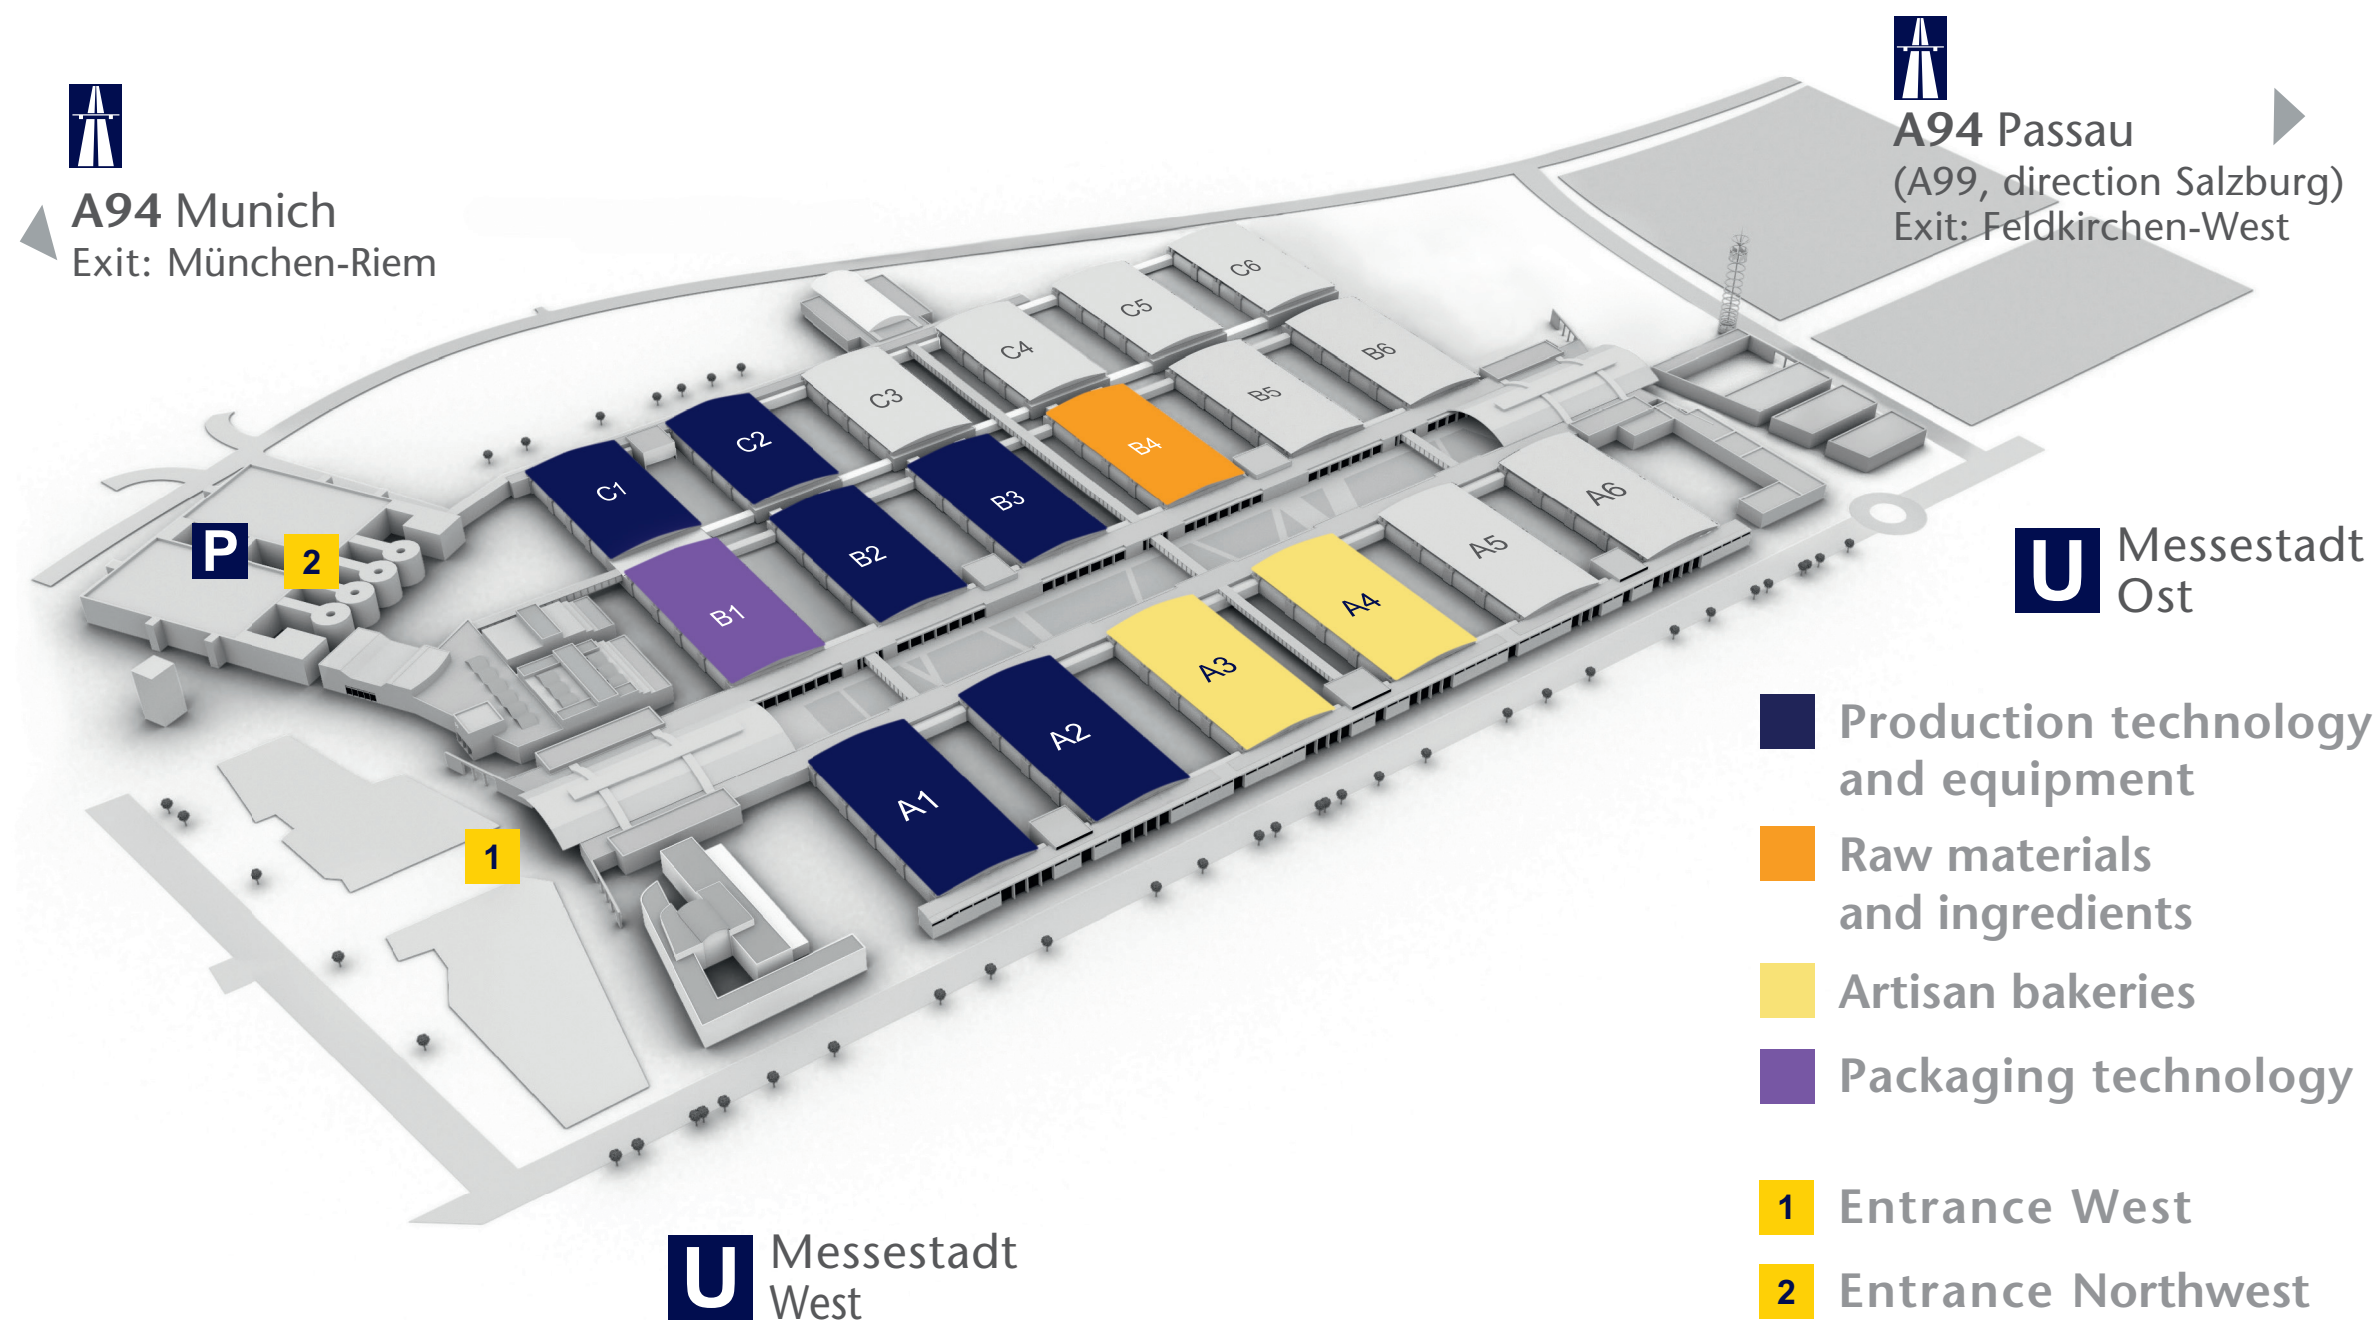 A94 Munich
Exit: München-Riem
A94 Passau
(A99, direction Salzburg)
Exit: Feldkirchen-West
C6
C5
C4
C3
C2
C1
B6
B5
B4
B3
B2
B1
A6
A5
A4
A3
A2
A1
P
2
1
U Messestadt
Ost
U Messestadt
West
Production technology
and equipment
Raw materials
and ingredients
Artisan bakeries
Packaging technology
1 Entrance West
2 Entrance Northwest